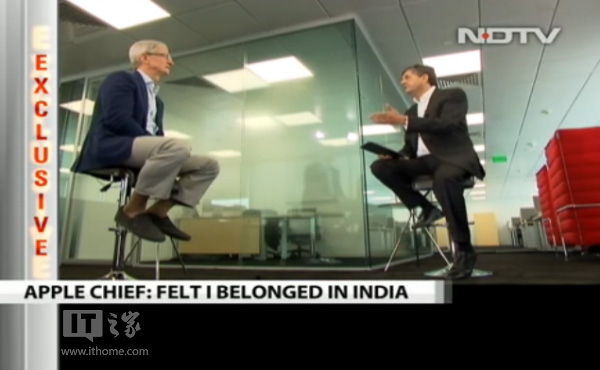 NDTV
EXCLUSIVE
APPLE CHIEF: FELT I BELONGED IN INDIA
IT之家
www.ithome.com